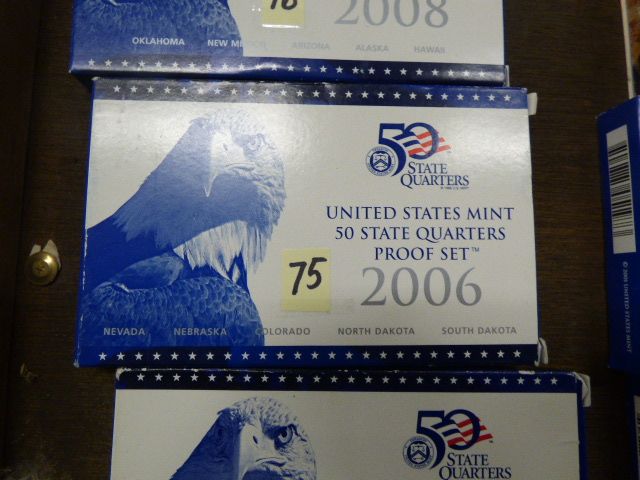 76
2008
OKLAHOMA NEW MEXICO ARIZONA ALASKA HAWAII
50
STATE
QUARTERS
UNITED STATES MINT
50 STATE QUARTERS
PROOF SET™
75
2006
NEVADA NEBRASKA COLORADO NORTH DAKOTA SOUTH DAKOTA
50
STATE
QUARTERS